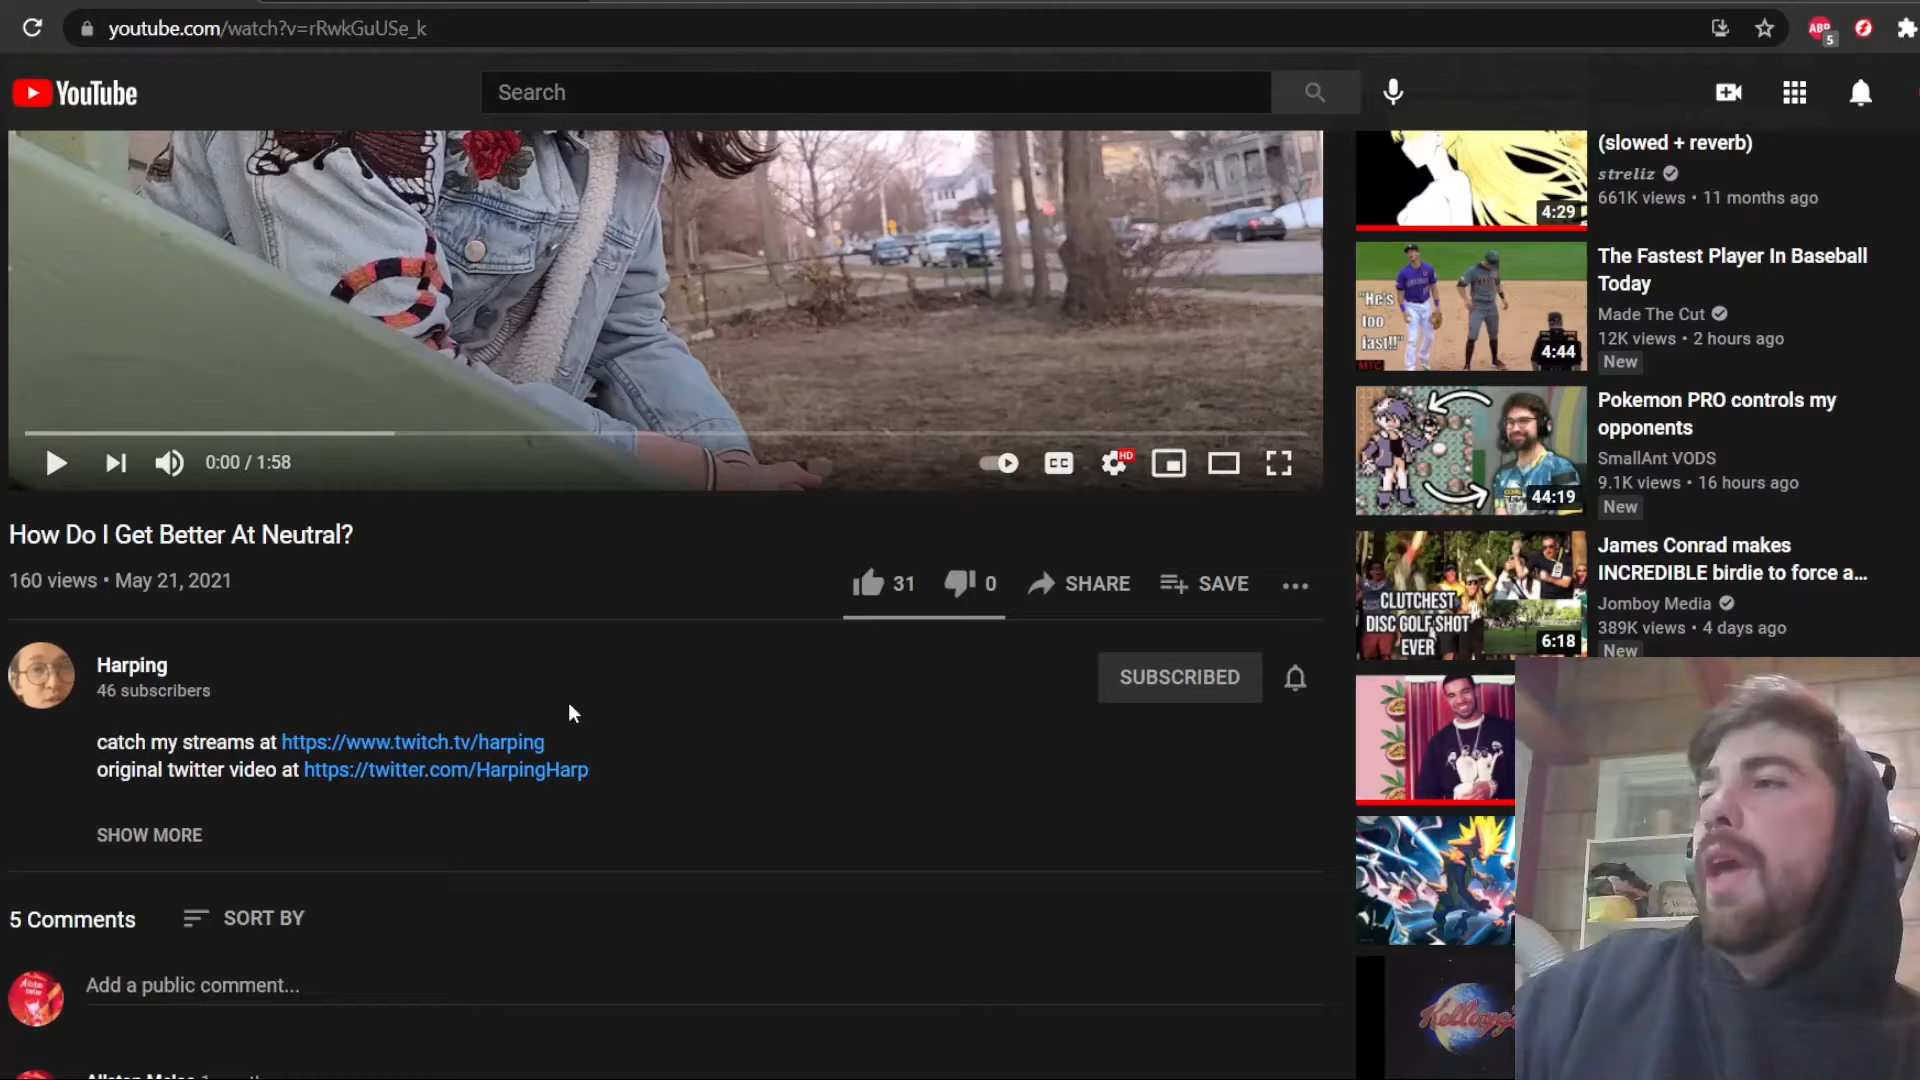 youtube.com/watch?v=rRwkGuUSe_k
ABP
5
YouTube
Search
0:00 / 1:58
CC
HD
How Do I Get Better At Neutral?
160 views • May 21, 2021
31
0
SHARE
SAVE
Harping
46 subscribers
SUBSCRIBED
catch my streams at https://www.twitch.tv/harping
original twitter video at https://twitter.com/HarpingHarp
SHOW MORE
5 Comments
SORT BY
Add a public comment...
(slowed + reverb)
streliz
661K views • 11 months ago
4:29
The Fastest Player In Baseball
Today
Made The Cut
12K views • 2 hours ago
New
"He's
too
fast!!"
MTC
4:44
Pokemon PRO controls my
opponents
SmallAnt VODS
9.1K views • 16 hours ago
New
44:19
James Conrad makes
INCREDIBLE birdie to force a...
Jomboy Media
389K views • 4 days ago
New
CLUTCHEST
DISC GOLF SHOT
EVER
6:18